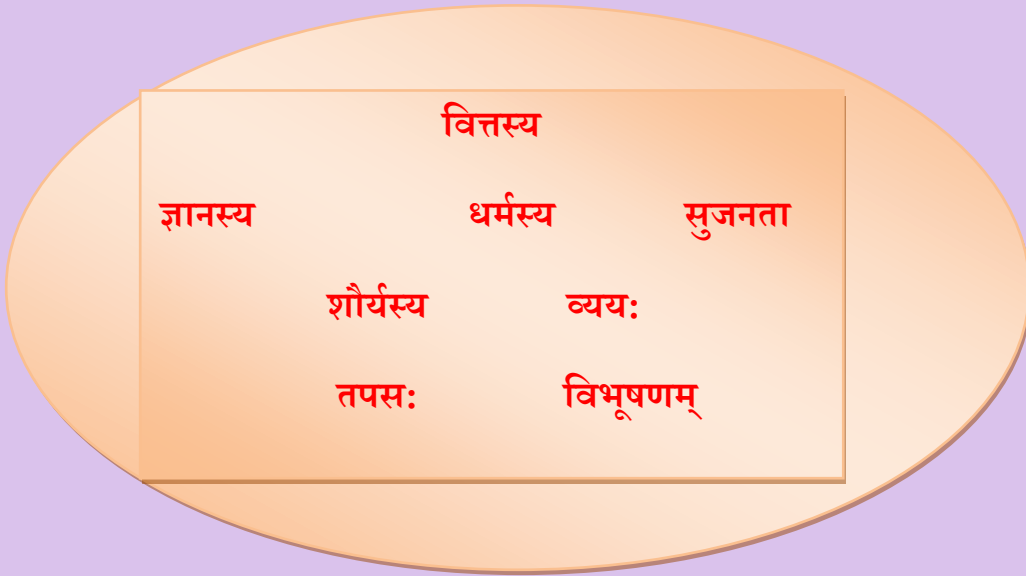 वित्तस्य
ज्ञानस्य धर्मस्य सुजनता
शौर्यस्य व्यय:
तपस: विभूषणम्